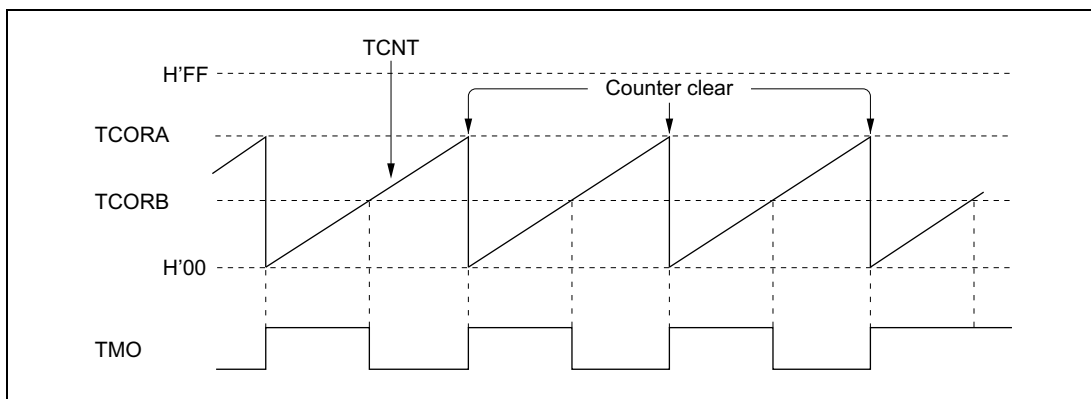 TCNT
H'FF
Counter clear
TCORA
TCORB
H'00
TMO